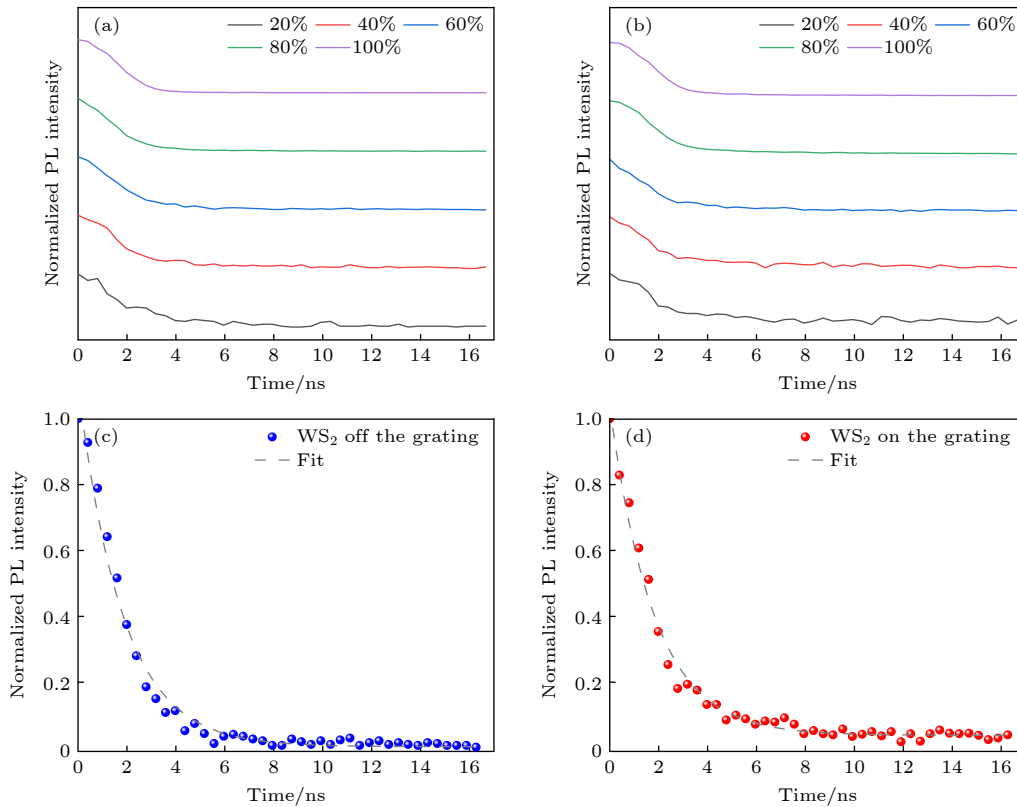 (a)
20%
40%
60%
80%
100%
Normalized PL intensity
0 2 4 6 8 10 12 14 16
Time/ns
(b)
20%
40%
60%
80%
100%
Normalized PL intensity
0 2 4 6 8 10 12 14 16
Time/ns
(c)
WS₂ off the grating
Fit
Normalized PL intensity
1.0
0.8
0.6
0.4
0.2
0
0 2 4 6 8 10 12 14 16
Time/ns
(d)
WS₂ on the grating
Fit
Normalized PL intensity
1.0
0.8
0.6
0.4
0.2
0
0 2 4 6 8 10 12 14 16
Time/ns